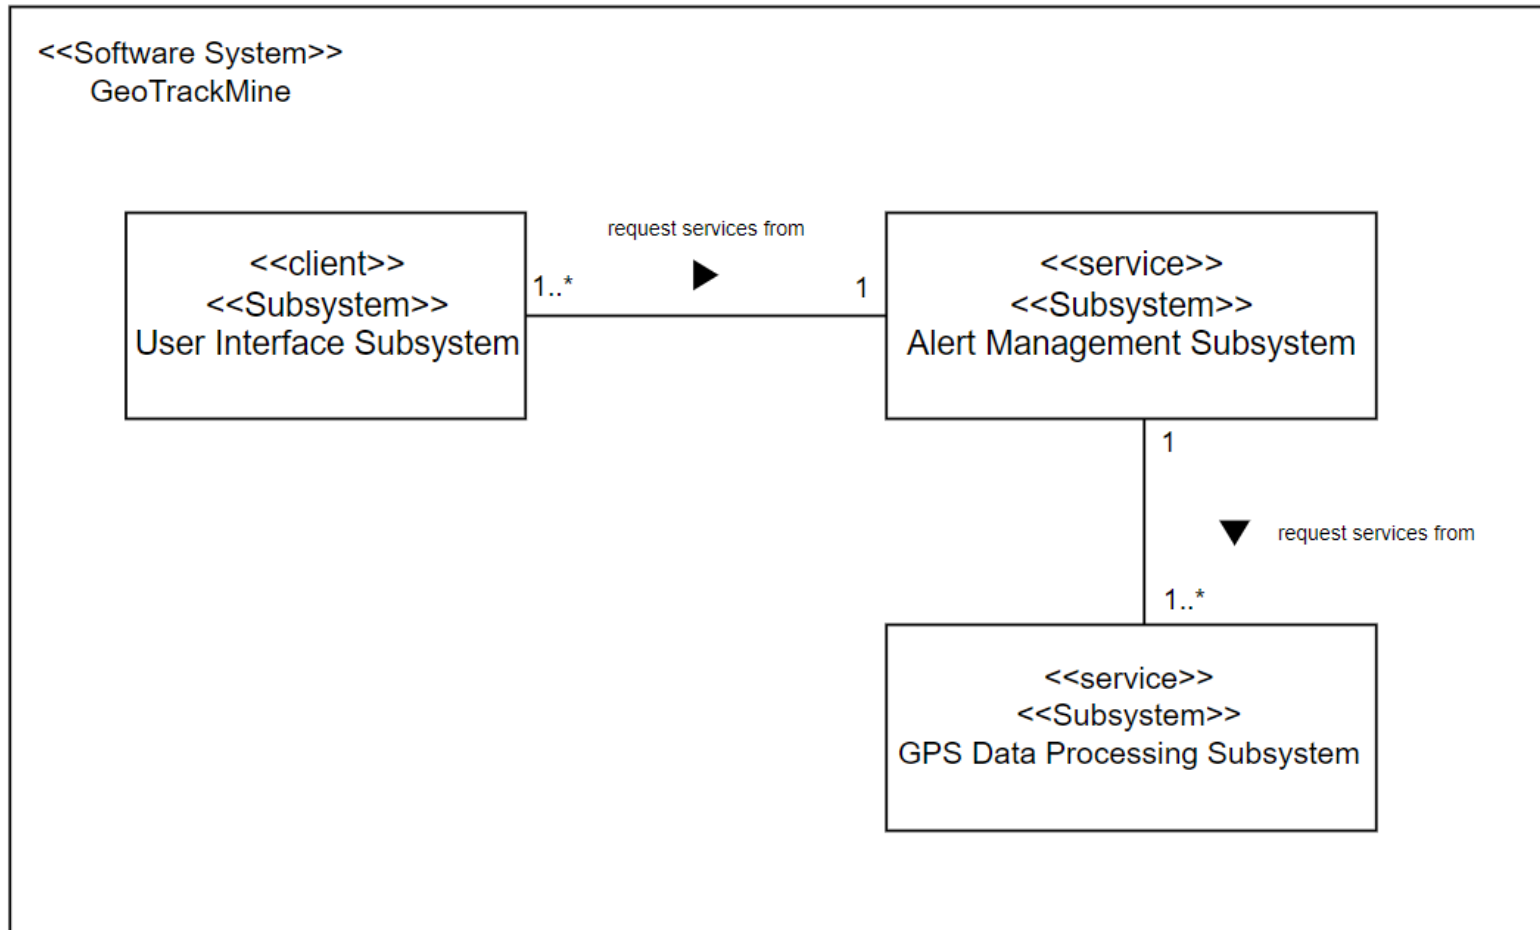 <<Software System>>
GeoTrackMine
request services from
<<client>>
<<Subsystem>>
User Interface Subsystem
1..*
1
<<service>>
<<Subsystem>>
Alert Management Subsystem
1
request services from
1..*
<<service>>
<<Subsystem>>
GPS Data Processing Subsystem